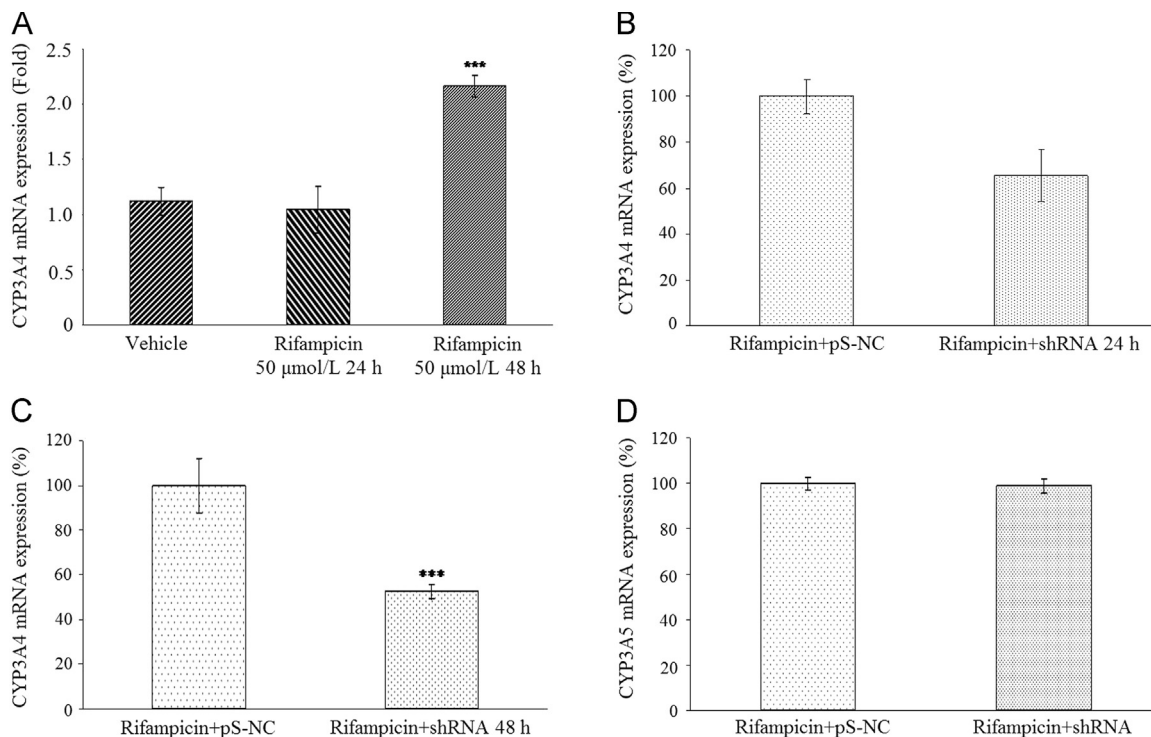 A
CYP3A4 mRNA expression (Fold)
2.5
2.0
1.5
1.0
0.5
0
***
Vehicle
Rifampicin
50 μmol/L 24 h
Rifampicin
50 μmol/L 48 h
B
CYP3A4 mRNA expression (%)
120
100
80
60
40
20
0
Rifampicin+pS-NC
Rifampicin+shRNA 24 h
C
CYP3A4 mRNA expression (%)
120
100
80
60
40
20
0
***
Rifampicin+pS-NC
Rifampicin+shRNA 48 h
D
CYP3A5 mRNA expression (%)
120
100
80
60
40
20
0
Rifampicin+pS-NC
Rifampicin+shRNA